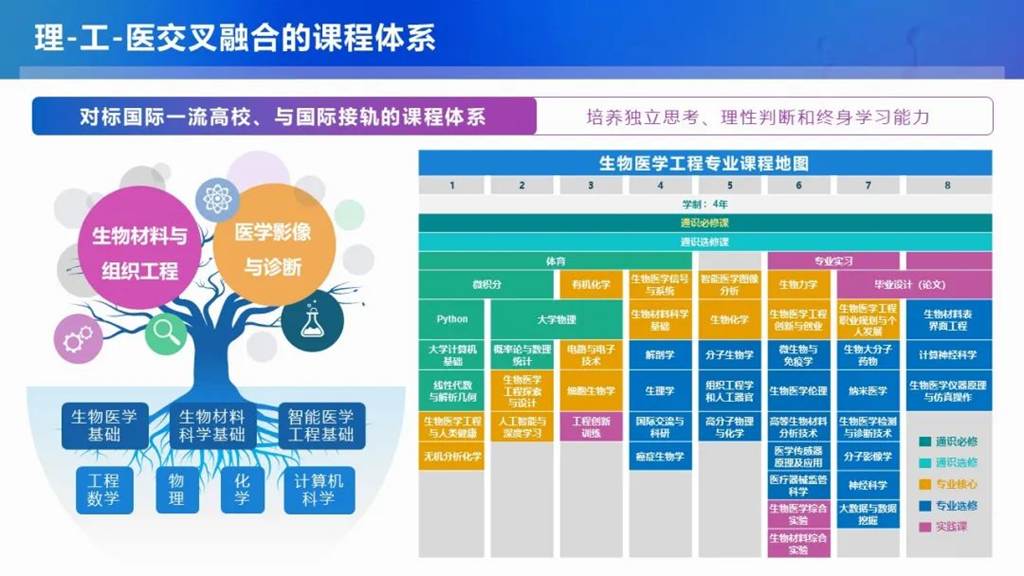 理-工-医交叉融合的课程体系
对标国际一流高校、与国际接轨的课程体系
培养独立思考、理性判断和终身学习能力
生物材料与
组织工程
医学影像
与诊断
生物医学
基础
生物材料
科学基础
智能医学
工程基础
工程
数学
物
理
化
学
计算机
科学
生物医学工程专业课程地图
1 2 3 4 5 6 7 8
学制：4年
通识必修课
通识选修课
体育
专业实习
微积分
有机化学
生物医学信号
与系统
智能医学图像
分析
生物力学
毕业设计（论文）
Python
大学物理
生物材料科学
基础
生物化学
生物医学工程
创新与创业
生物医学工程
职业规划与个
人发展
生物材料表
界面工程
大学计算机
基础
概率论与数理
统计
电路与电子
技术
解剖学
分子生物学
微生物与
免疫学
生物大分子
药物
计算神经科学
线性代数
与解析几何
生物医学
工程探索
与设计
细胞生物学
生理学
组织工程学
和人工器官
生物医学伦理
纳米医学
生物医学仪器原理
与仿真操作
生物医学工程
与人类健康
人工智能与
深度学习
工程创新
训练
国际交流与
科研
高分子物理
与化学
高等生物材料
分析技术
生物医学检测
与诊断技术
无机分析化学
癌症生物学
医学传感器
原理及应用
分子影像学
医疗器械监管
科学
神经科学
生物医学综合
实验
大数据与数据
挖掘
生物材料综合
实验
通识必修
通识选修
专业核心
专业选修
实践课